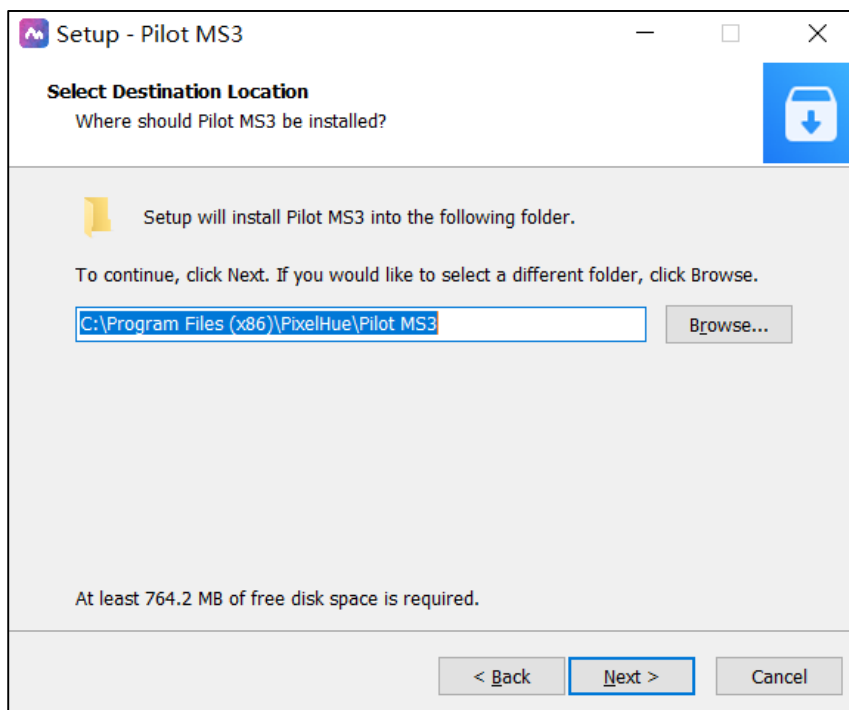 Setup - Pilot MS3
Select Destination Location
Where should Pilot MS3 be installed?
Setup will install Pilot MS3 into the following folder.
To continue, click Next. If you would like to select a different folder, click Browse.
C:\Program Files (x86)\PixelHue\Pilot MS3
Browse...
At least 764.2 MB of free disk space is required.
< Back
Next >
Cancel